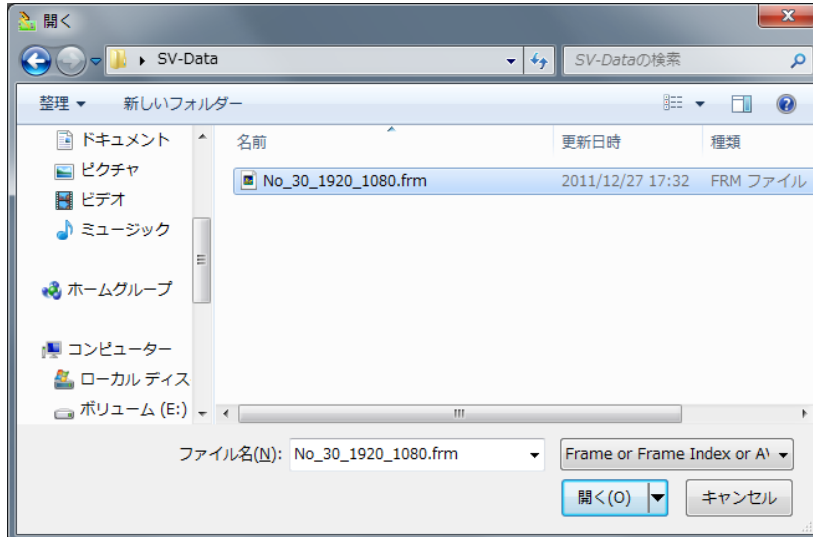 開く
SV-Data
SV-Dataの検索
整理 新しいフォルダー
ドキュメント
ピクチャ
ビデオ
ミュージック
ホームグループ
コンピューター
ローカル ディス
ボリューム (E:)
名前 更新日時 種類
No_30_1920_1080.frm 2011/12/27 17:32 FRM ファイル
ファイル名(N): No_30_1920_1080.frm Frame or Frame Index or A
開く(O) キャンセル